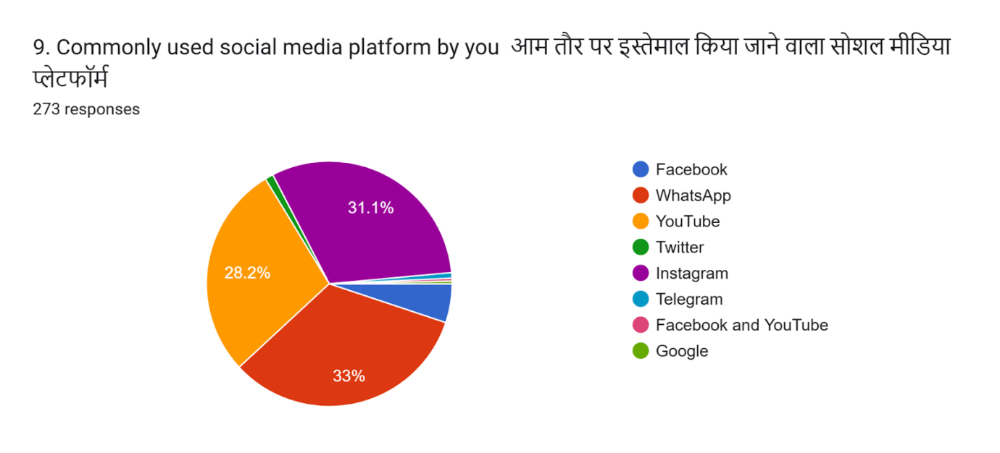 9. Commonly used social media platform by you आम तौर पर इस्तेमाल किया जाने वाला सोशल मीडिया
प्लेटफॉर्म
273 responses
31.1%
28.2%
33%
Facebook
WhatsApp
YouTube
Twitter
Instagram
Telegram
Facebook and YouTube
Google